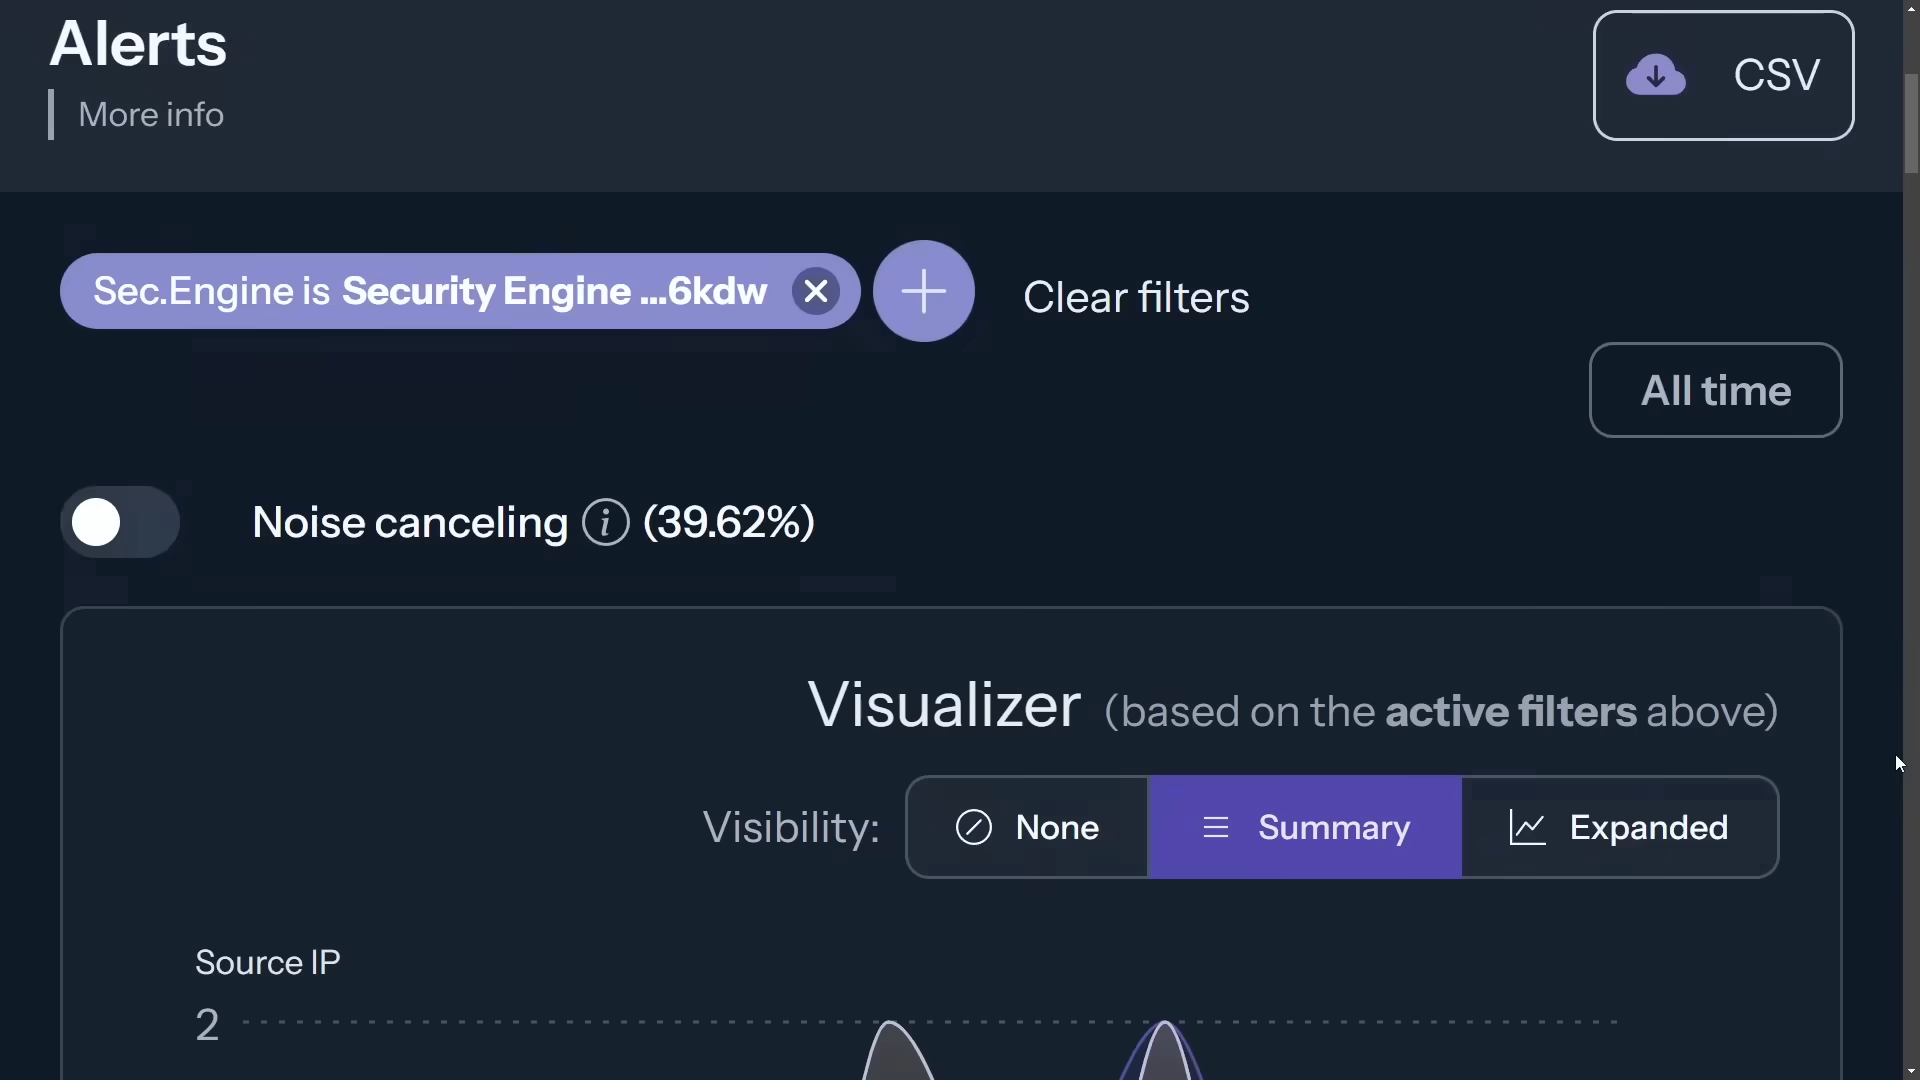 Alerts
More info
CSV
Sec.Engine is Security Engine ...6kdw
Clear filters
All time
Noise canceling (39.62%)
Visualizer (based on the active filters above)
Visibility: None Summary Expanded
Source IP
2